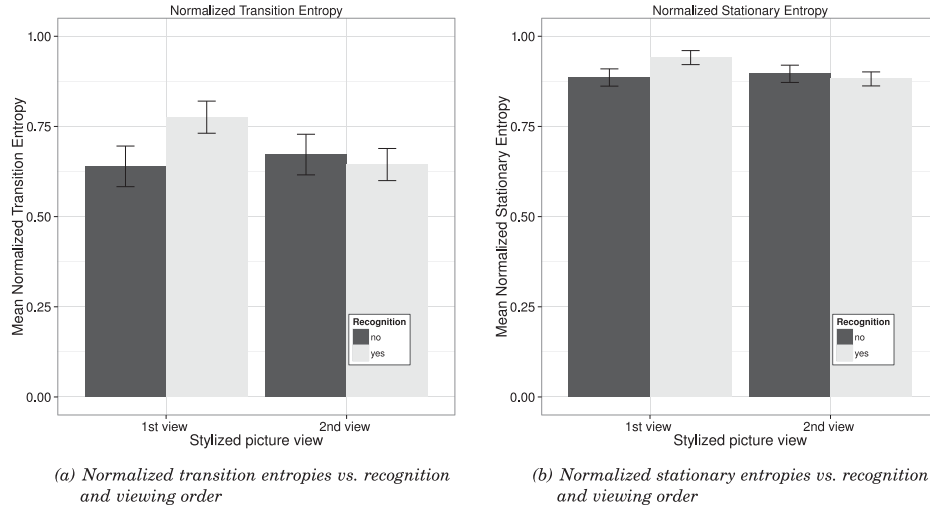 Normalized Transition Entropy
Mean Normalized Transition Entropy
1.00
0.75
0.50
0.25
0.00
Recognition
no
yes
1st view
2nd view
Stylized picture view
(a) Normalized transition entropies vs. recognition
and viewing order
Normalized Stationary Entropy
Mean Normalized Stationary Entropy
1.00
0.75
0.50
0.25
0.00
Recognition
no
yes
1st view
2nd view
Stylized picture view
(b) Normalized stationary entropies vs. recognition
and viewing order